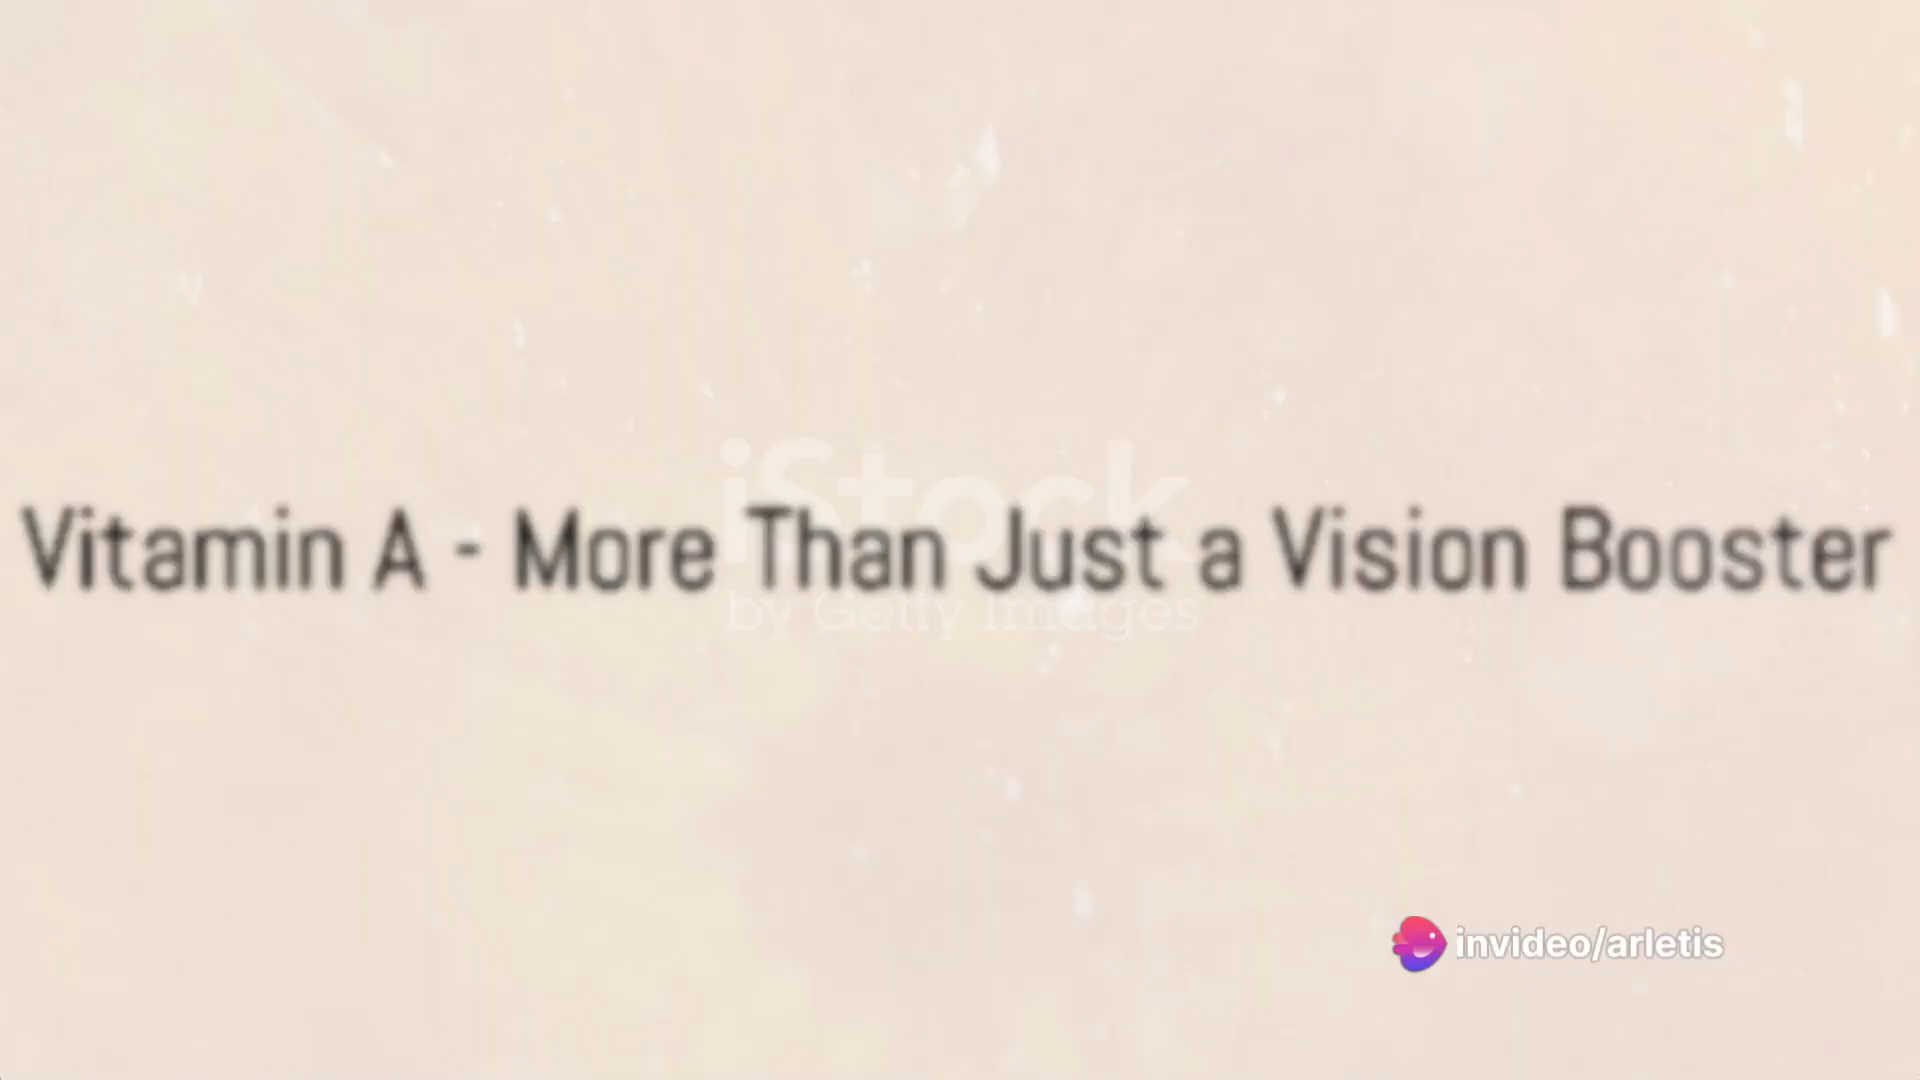 iStock
Vitamin A - More Than Just a Vision Booster
by Getty Images
invideo/arletis